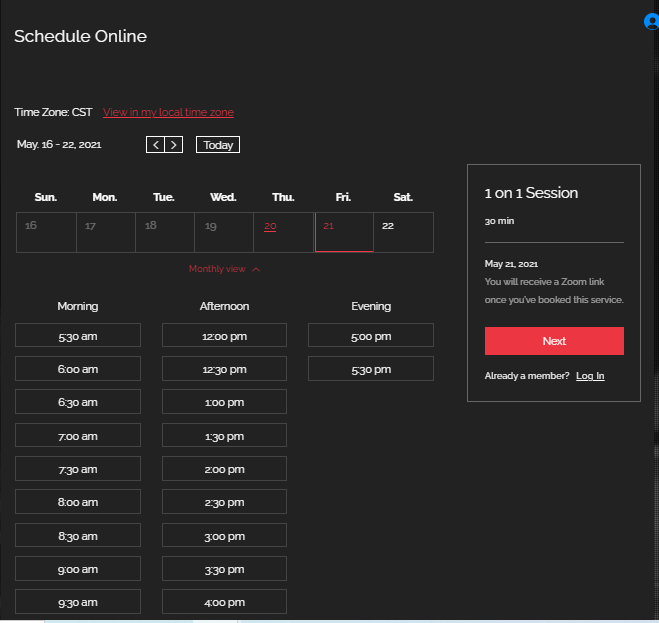 Schedule Online
Time Zone: CST View in my local time zone
May. 16 - 22, 2021 < > Today
Sun. Mon. Tue. Wed. Thu. Fri. Sat.
16 17 18 19 20 21 22
Monthly view
Morning Afternoon Evening
5:30 am 12:00 pm 5:00 pm
6:00 am 12:30 pm 5:30 pm
6:30 am 1:00 pm
7:00 am 1:30 pm
7:30 am 2:00 pm
8:00 am 2:30 pm
8:30 am 3:00 pm
9:00 am 3:30 pm
9:30 am 4:00 pm
1 on 1 Session
30 min
May 21, 2021
You will receive a Zoom link
once you've booked this service.
Next
Already a member? Log In